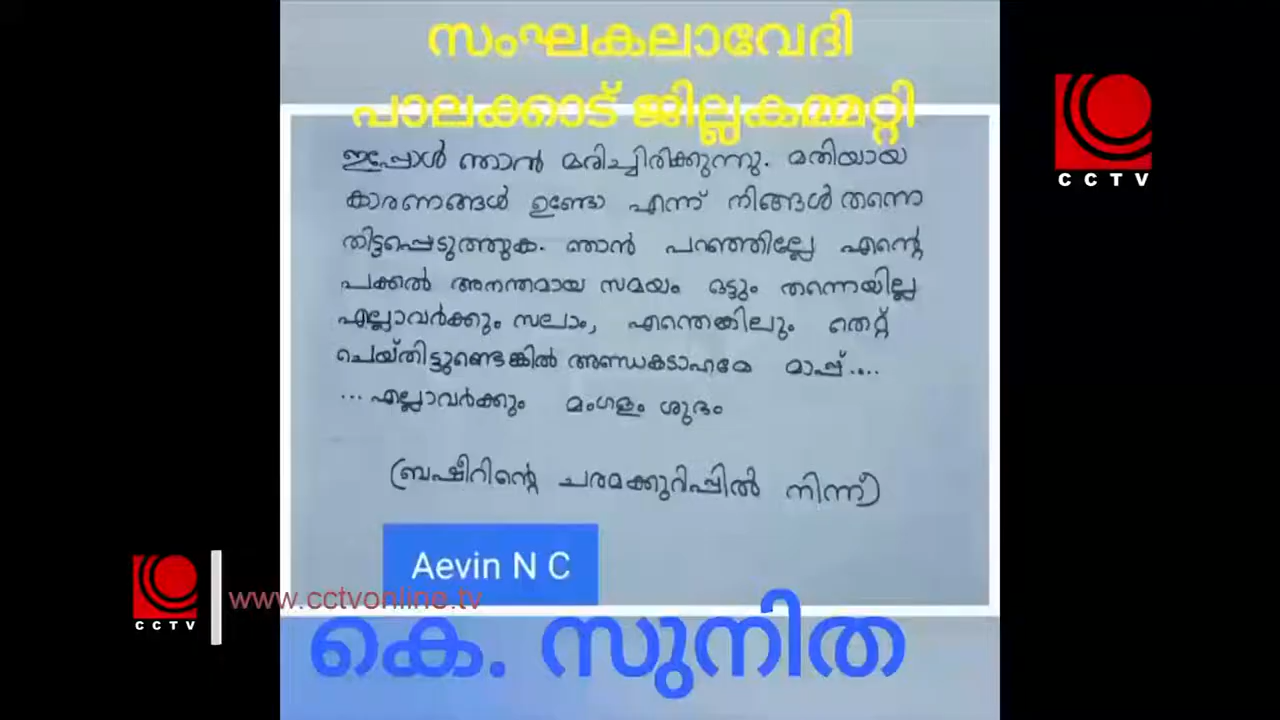 സംഘകലാവേദി
പാലക്കാട് ജില്ലകമ്മറ്റി
CCTV
ഇപ്പോൾ ഞാൻ മരിച്ചിരിക്കുന്നു. മതിയായ
കാരണങ്ങൾ ഉണ്ടോ എന്ന് നിങ്ങൾ തന്നെ
തിട്ടപ്പെടുത്തുക. ഞാൻ പറഞ്ഞില്ലേ എന്റെ
പക്കൽ അനന്തമായ സമയം ഒട്ടും തന്നെയില്ല
എല്ലാവർക്കും സലാം, എന്തെങ്കിലും തെറ്റ്
ചെയ്തിട്ടുണ്ടെങ്കിൽ അണ്ഡകടാഹമേ മാപ്പ്....
... എല്ലാവർക്കും മംഗളം ശുഭം
(ബഷീറിന്റെ ചരമക്കുറിപ്പിൽ നിന്ന്)
Aevin N C
www.cctvonline.tv
CCTV
കെ. സുനിത